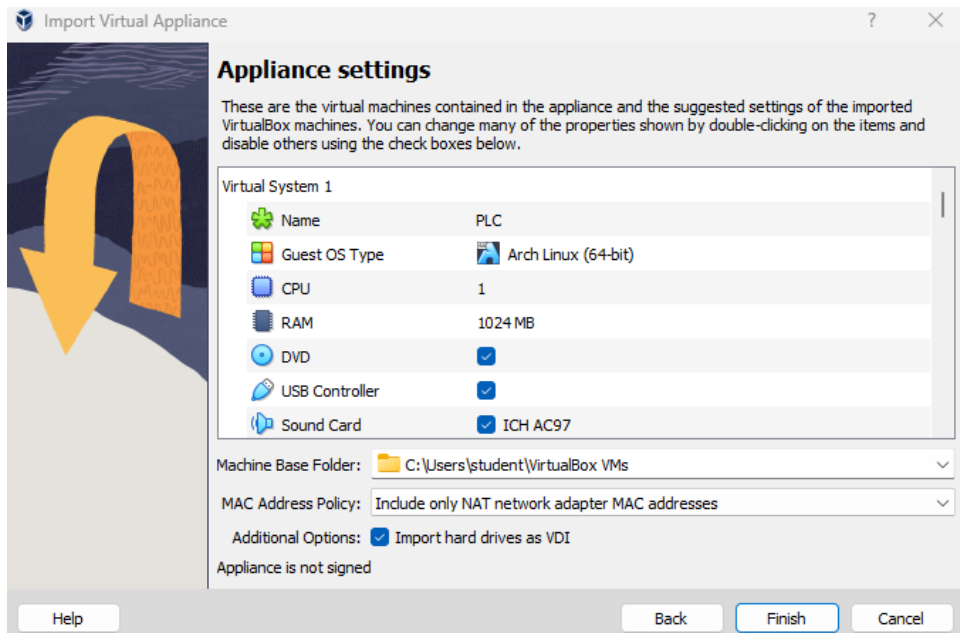 Import Virtual Appliance
?
Appliance settings
These are the virtual machines contained in the appliance and the suggested settings of the imported
VirtualBox machines. You can change many of the properties shown by double-clicking on the items and
disable others using the check boxes below.
Virtual System 1
Name PLC
Guest OS Type Arch Linux (64-bit)
CPU 1
RAM 1024 MB
DVD
USB Controller
Sound Card ICH AC97
Machine Base Folder: C:\Users\student\VirtualBox VMs
MAC Address Policy: Include only NAT network adapter MAC addresses
Additional Options: Import hard drives as VDI
Appliance is not signed
Help Back Finish Cancel